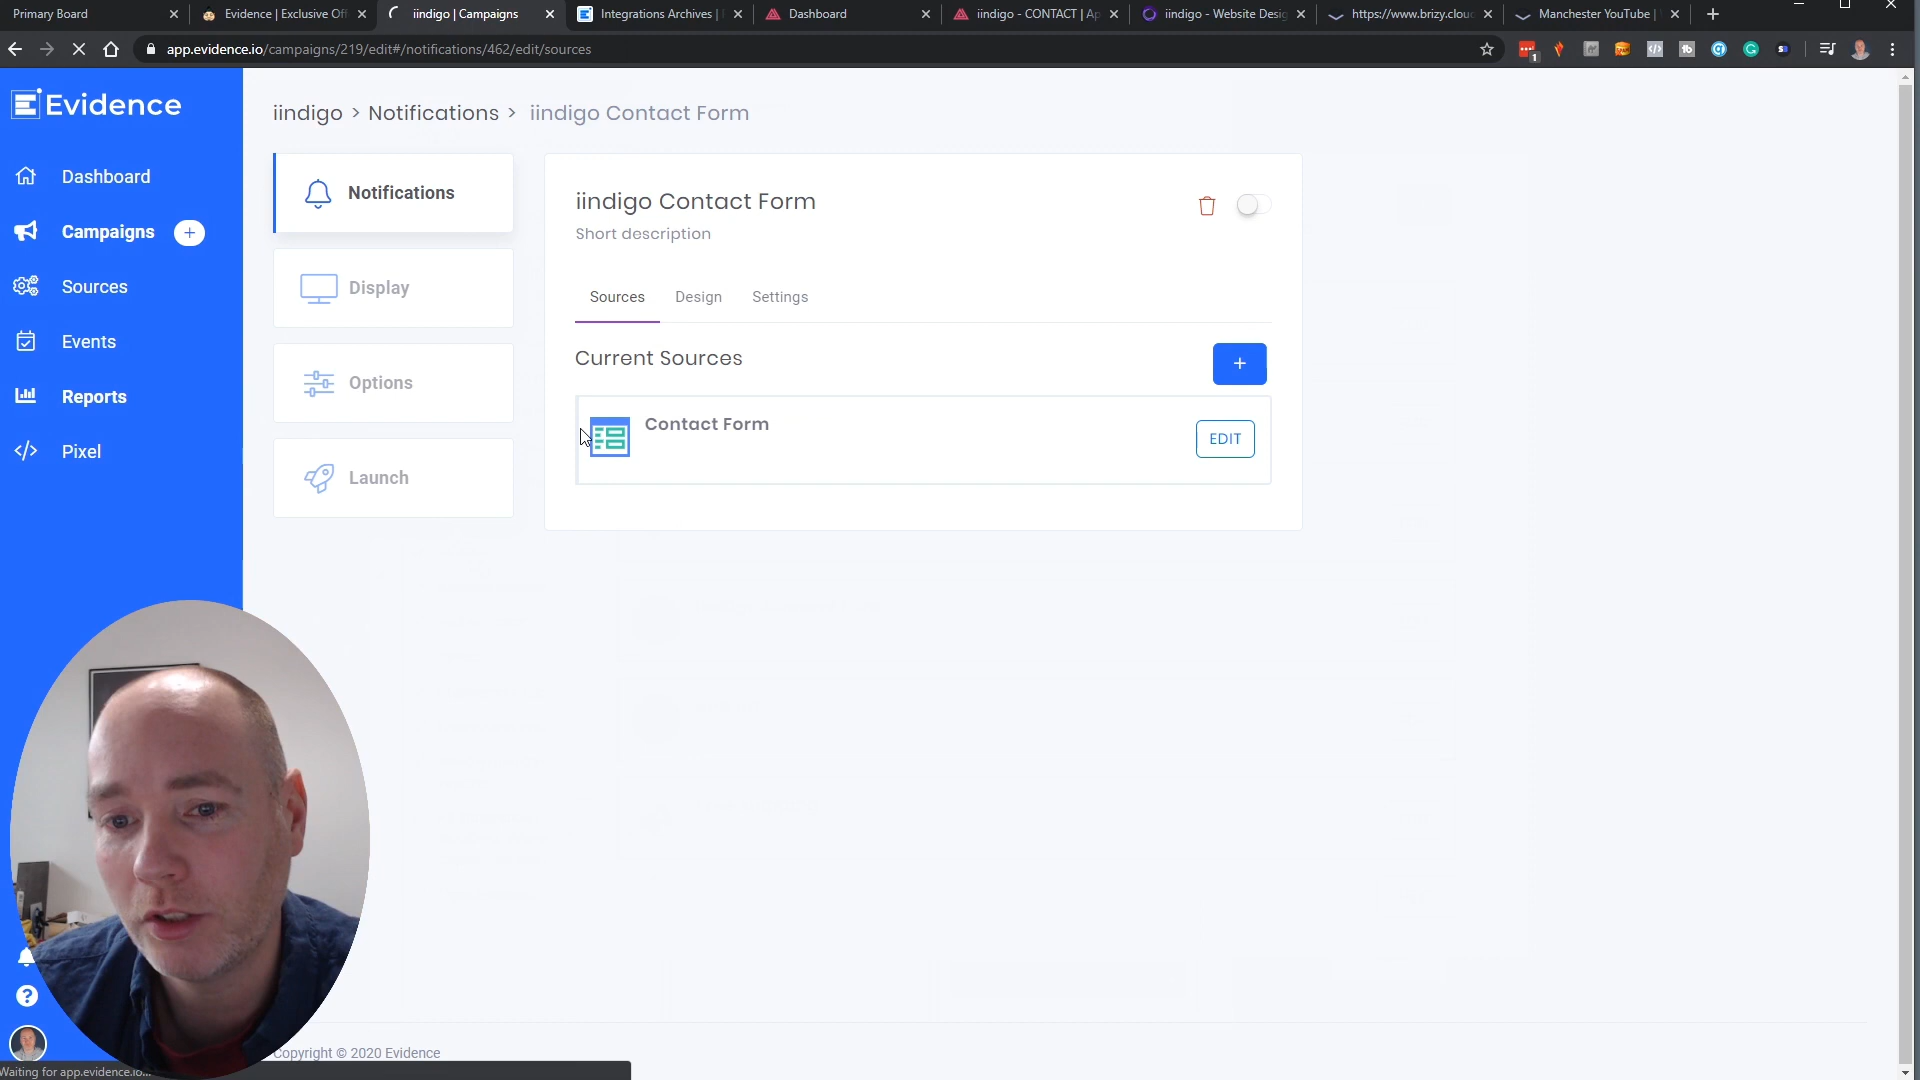 Primary Board
Evidence | Exclusive Off
iindigo | Campaigns
Integrations Archives |
Dashboard
iindigo - CONTACT | Ap
iindigo - Website Desig
https://www.brizy.cloud
Manchester YouTube |
app.evidence.io/campaigns/219/edit#/notifications/462/edit/sources
Evidence
iindigo > Notifications > iindigo Contact Form
Dashboard
Campaigns
+
Sources
Events
Reports
Pixel
Notifications
Display
Options
Launch
iindigo Contact Form
Short description
Sources
Design
Settings
Current Sources
+
Contact Form
EDIT
?
Copyright © 2020 Evidence
Waiting for app.evidence.io...